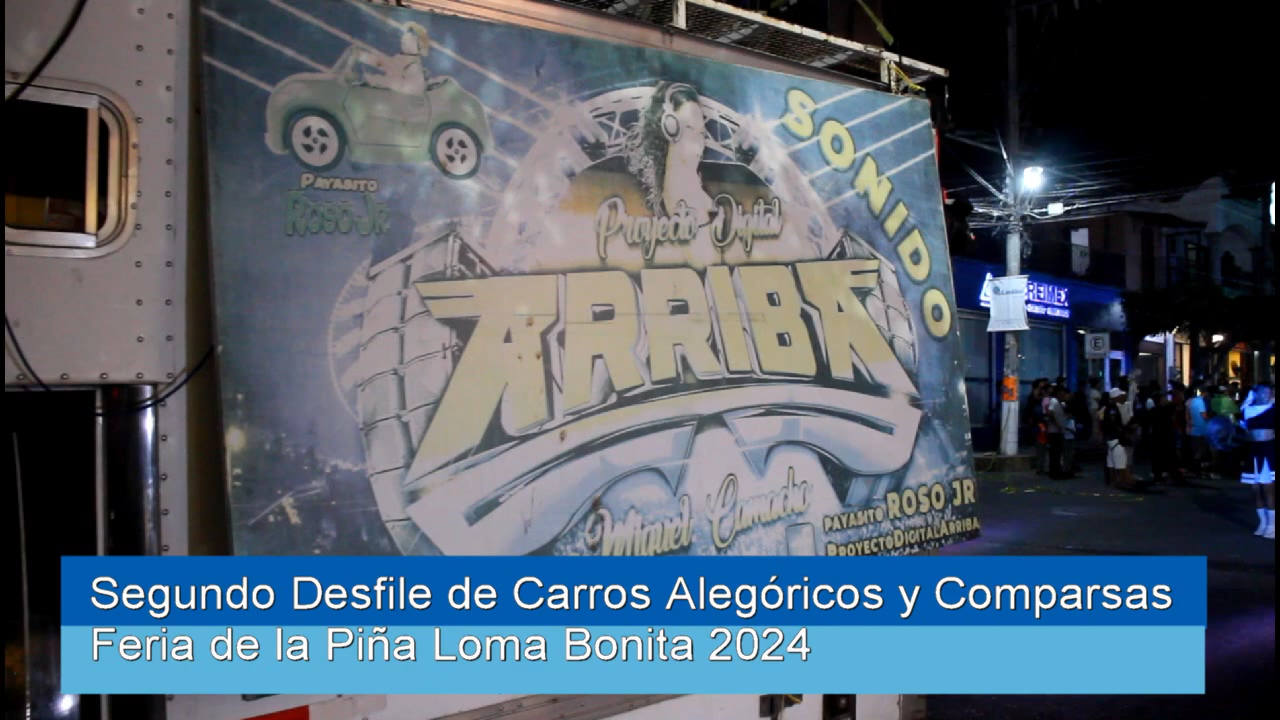 PAYASITO
ROSO JR
SONIDO
Proyecto Digital
ARRIBA
Miguel Camacho
PAYASITO ROSO JR
PROYECTODIGITALARRIBA
E
Segundo Desfile de Carros Alegóricos y Comparsas
Feria de la Piña Loma Bonita 2024